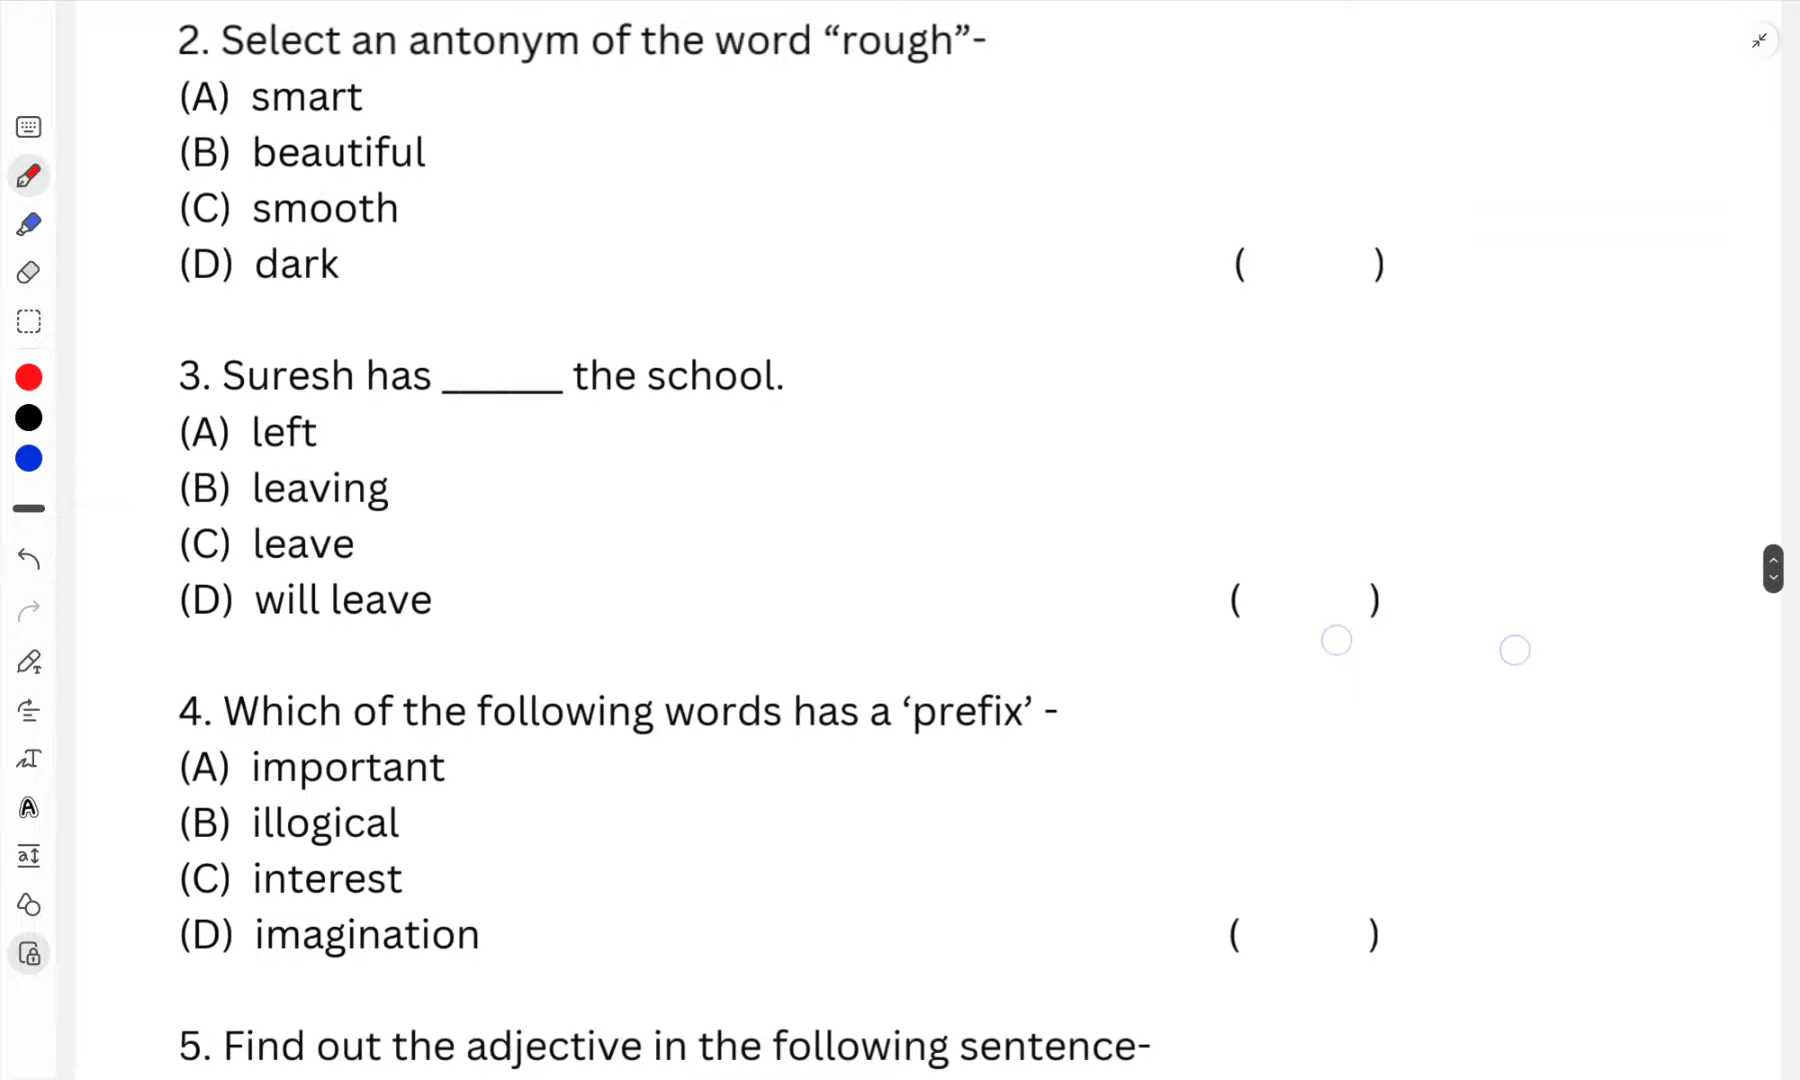 2. Select an antonym of the word “rough”-
(A) smart
(B) beautiful
(C) smooth
(D) dark ( )
3. Suresh has ______ the school.
(A) left
(B) leaving
(C) leave
(D) will leave ( )
4. Which of the following words has a ‘prefix’ -
(A) important
(B) illogical
(C) interest
(D) imagination ( )
5. Find out the adjective in the following sentence-